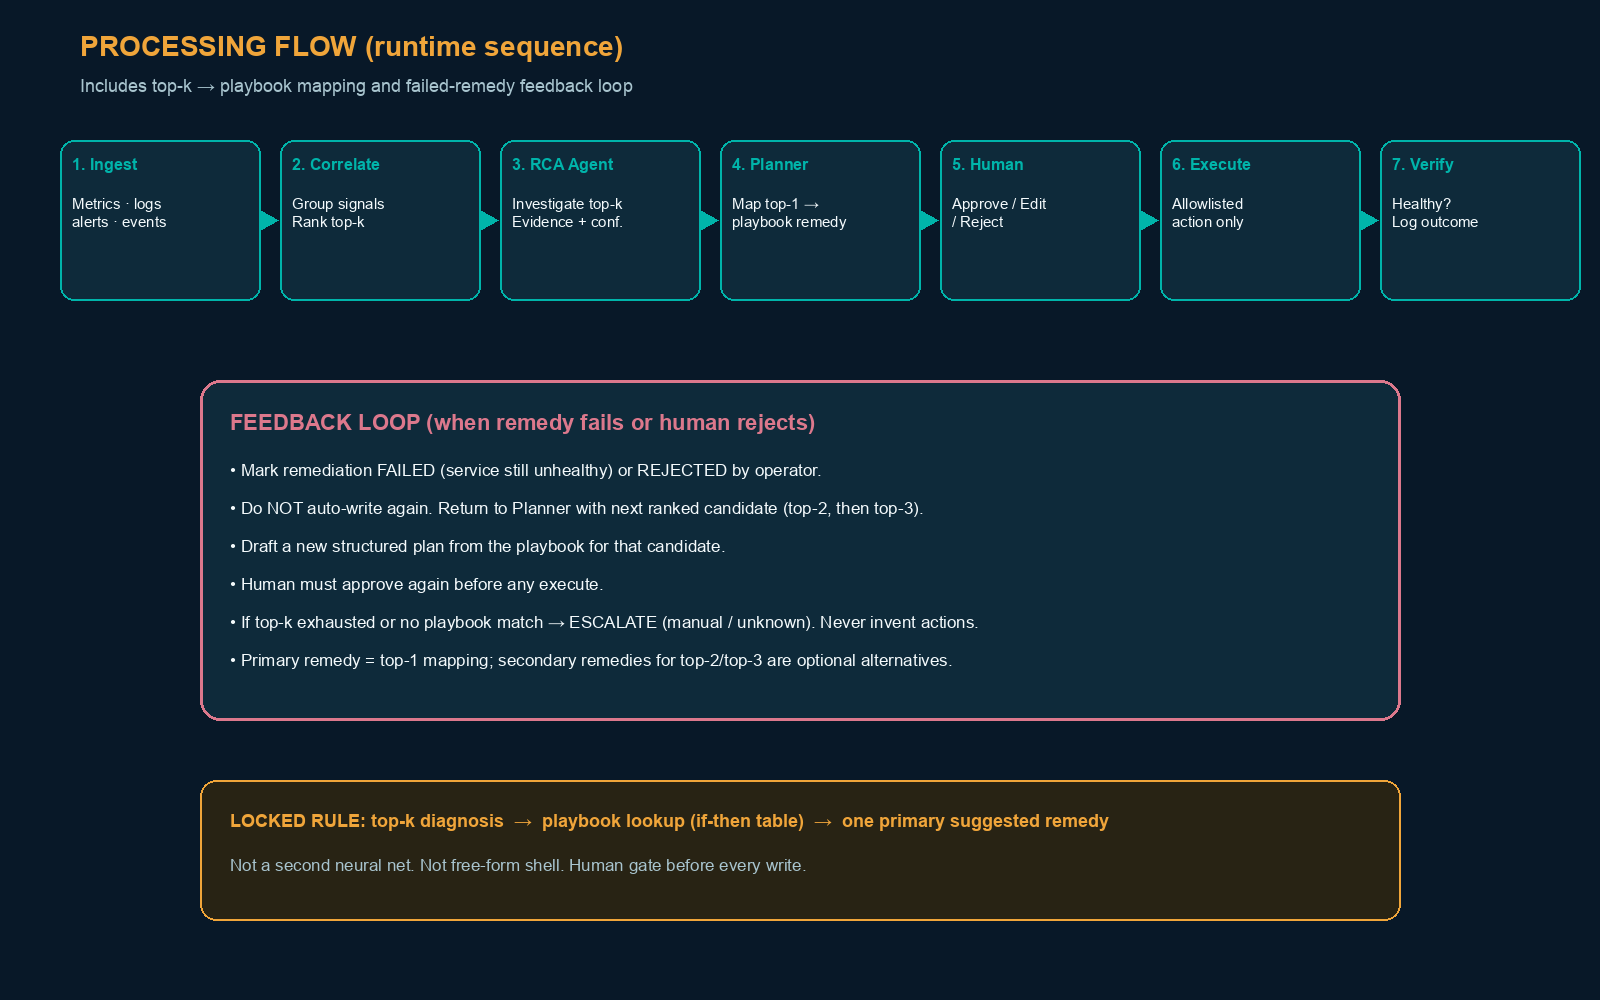 PROCESSING FLOW (runtime sequence)
Includes top-k → playbook mapping and failed-remedy feedback loop
1. Ingest
Metrics · logs
alerts · events
2. Correlate
Group signals
Rank top-k
3. RCA Agent
Investigate top-k
Evidence + conf.
4. Planner
Map top-1 →
playbook remedy
5. Human
Approve / Edit
/ Reject
6. Execute
Allowlisted
action only
7. Verify
Healthy?
Log outcome
FEEDBACK LOOP (when remedy fails or human rejects)
• Mark remediation FAILED (service still unhealthy) or REJECTED by operator.
• Do NOT auto-write again. Return to Planner with next ranked candidate (top-2, then top-3).
• Draft a new structured plan from the playbook for that candidate.
• Human must approve again before any execute.
• If top-k exhausted or no playbook match → ESCALATE (manual / unknown). Never invent actions.
• Primary remedy = top-1 mapping; secondary remedies for top-2/top-3 are optional alternatives.
LOCKED RULE: top-k diagnosis → playbook lookup (if-then table) → one primary suggested remedy
Not a second neural net. Not free-form shell. Human gate before every write.